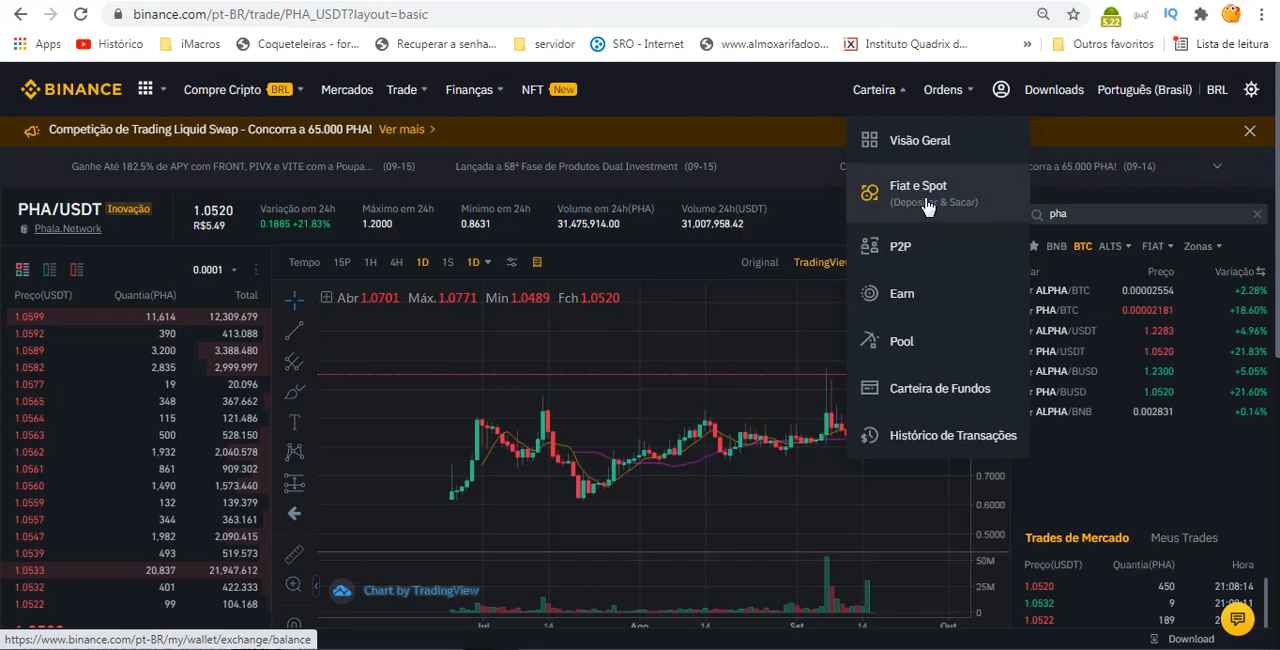 binance.com/pt-BR/trade/PHA_USDT?layout=basic
5.22
IQ
Apps
Histórico
iMacros
Coqueteleiras - for...
Recuperar a senha...
servidor
SRO - Internet
www.almoxarifadoo...
Instituto Quadrix d...
»
Outros favoritos
Lista de leitura
BINANCE
Compre Cripto BRL
Mercados
Trade
Finanças
NFT New
Carteira
Ordens
Downloads
Português (Brasil)
BRL
Competição de Trading Liquid Swap - Concorra a 65.000 PHA! Ver mais >
Ganhe Até 182,5% de APY com FRONT, PIVX e VITE com a Poupa... (09-15)
Lançada a 58ª Fase de Produtos Dual Investment (09-15)
orra a 65.000 PHA! (09-14)
PHA/USDT Inovação
Phala.Network
1.0520
R$5.49
Variação em 24h
0.1885 +21.83%
Máximo em 24h
1.2000
Mínimo em 24h
0.8631
Volume em 24h(PHA)
31,475,914.00
Volume 24h(USDT)
31,007,958.42
Visão Geral
Fiat e Spot
(Depositar & Sacar)
P2P
Earn
Pool
Carteira de Fundos
Histórico de Transações
0.0001
Preço(USDT) Quantia(PHA) Total
1.0599 11,614 12,309.679
1.0592 390 413.088
1.0589 3,200 3,388.480
1.0582 2,835 2,999.997
1.0577 19 20.096
1.0565 348 367.662
1.0564 115 121.486
1.0563 500 528.150
1.0562 1,932 2,040.578
1.0561 861 909.302
1.0560 1,490 1,573.440
1.0559 132 139.379
1.0557 344 363.161
1.0547 1,982 2,090.415
1.0539 493 519.573
1.0533 20,837 21,947.612
1.0532 401 422.333
1.0522 99 104.168
Tempo 15P 1H 4H 1D 1S 1D
Original
TradingView
Abr 1.0701 Máx. 1.0771 Min 1.0489 Fch 1.0520
T
0.7000
0.6000
0.5000
50M
25M
0
Chart by TradingView
Jul 14 Ago 14 Set 14 Out
pha
BNB BTC ALTS FIAT Zonas
ar Preço Variação
ALPHA/BTC 0.00002554 +2.28%
PHA/BTC 0.00002181 +18.60%
ALPHA/USDT 1.2283 +4.96%
PHA/USDT 1.0520 +21.83%
ALPHA/BUSD 1.2300 +5.05%
PHA/BUSD 1.0520 +21.60%
ALPHA/BNB 0.002831 +0.14%
Trades de Mercado
Meus Trades
Preço(USDT) Quantia(PHA) Hora
1.0520 450 21:08:14
1.0532 9
1.0522 189
https://www.binance.com/pt-BR/my/wallet/exchange/balance
Download